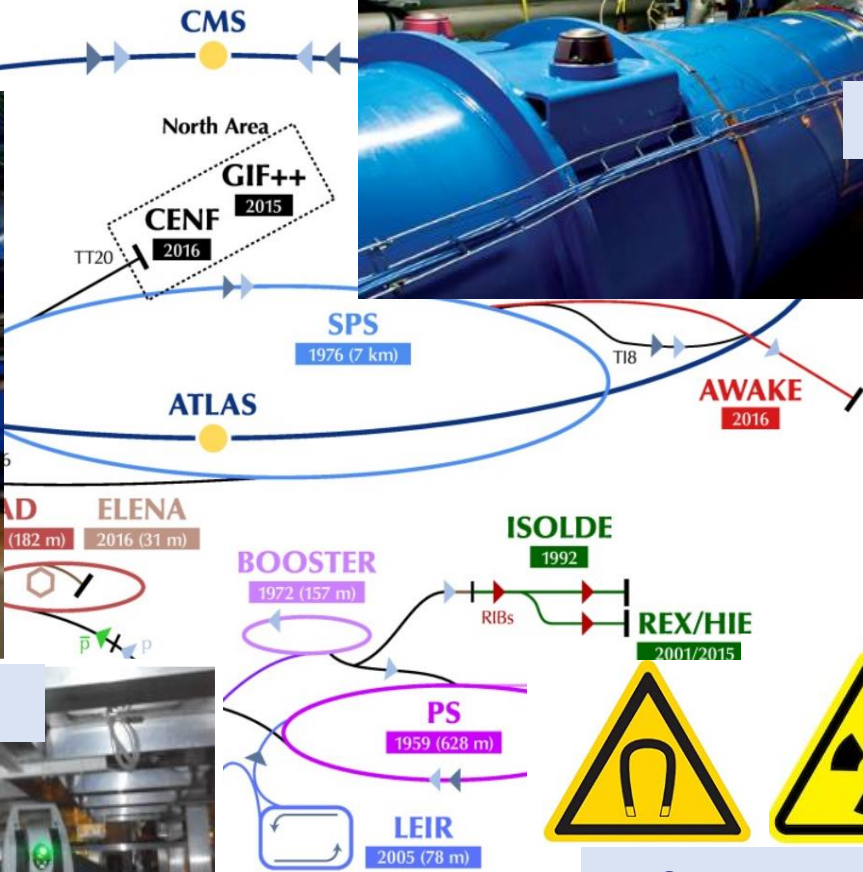 CMS
North Area
GIF++
2015
CENF
2016
TT20
SPS
1976 (7 km)
TI8
AWAKE
2016
ATLAS
6
AD
(182 m)
ELENA
2016 (31 m)
ISOLDE
1992
BOOSTER
1972 (157 m)
RIBs
REX/HIE
2001/2015
p̅
p
PS
1959 (628 m)
LEIR
2005 (78 m)